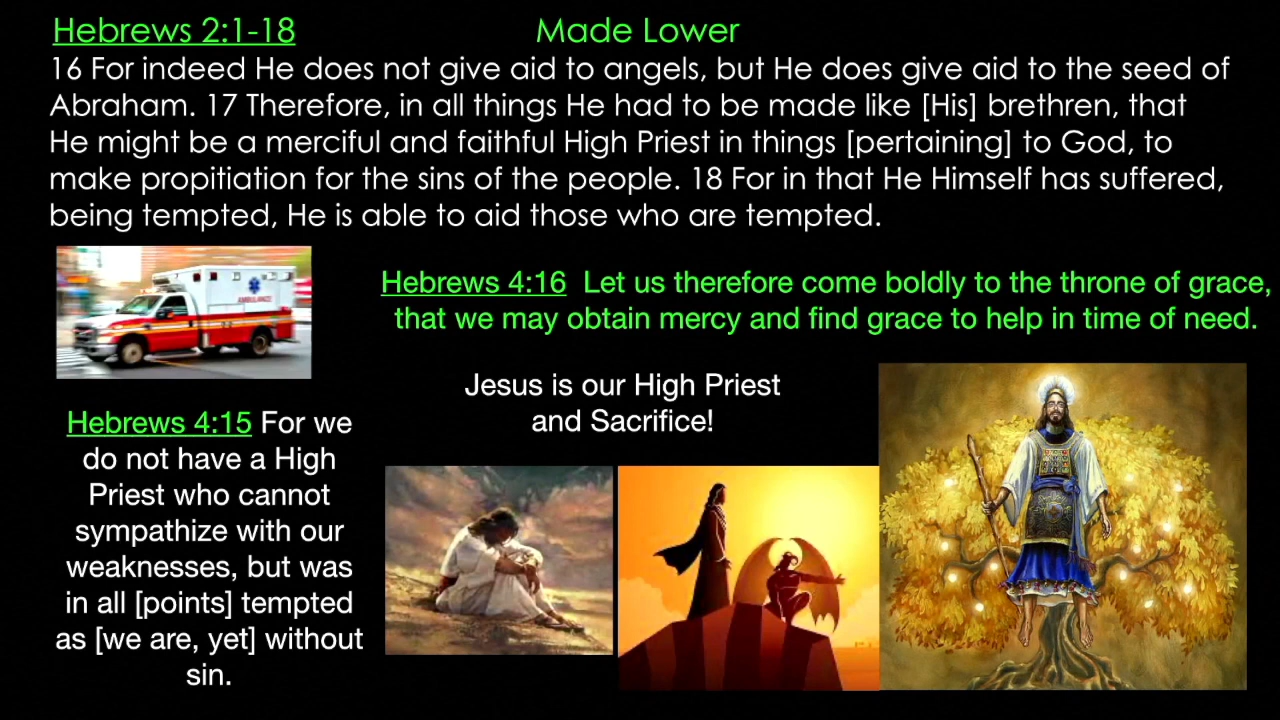 Hebrews 2:1-18
Made Lower
16 For indeed He does not give aid to angels, but He does give aid to the seed of
Abraham. 17 Therefore, in all things He had to be made like [His] brethren, that
He might be a merciful and faithful High Priest in things [pertaining] to God, to
make propitiation for the sins of the people. 18 For in that He Himself has suffered,
being tempted, He is able to aid those who are tempted.
AMBULANCE
Hebrews 4:16 Let us therefore come boldly to the throne of grace,
that we may obtain mercy and find grace to help in time of need.
Jesus is our High Priest
and Sacrifice!
Hebrews 4:15 For we
do not have a High
Priest who cannot
sympathize with our
weaknesses, but was
in all [points] tempted
as [we are, yet] without
sin.